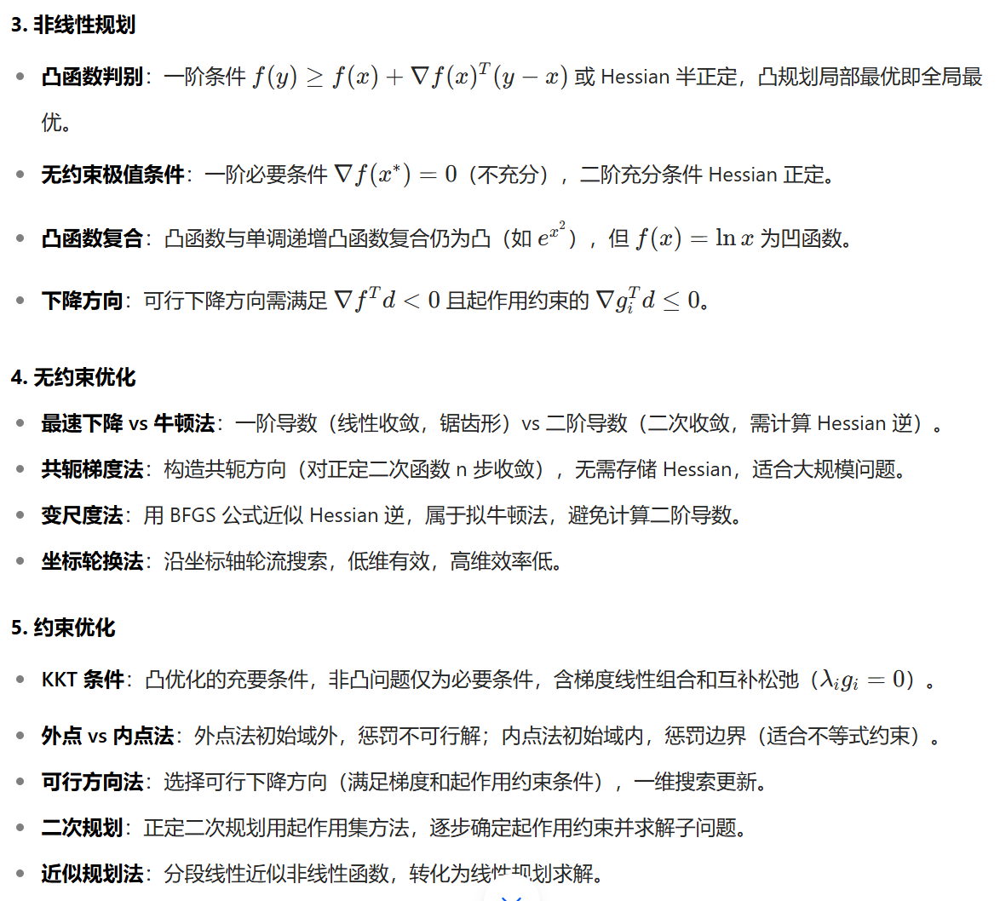 3. 非线性规划
• 凸函数判别：一阶条件 f(y) ≥ f(x) + ∇f(x)^T(y − x) 或 Hessian 半正定，凸规划局部最优即全局最
优。
• 无约束极值条件：一阶必要条件 ∇f(x*) = 0（不充分），二阶充分条件 Hessian 正定。
• 凸函数复合：凸函数与单调递增凸函数复合仍为凸（如 e^{x^2}），但 f(x) = ln x 为凹函数。
• 下降方向：可行下降方向需满足 ∇f^T d < 0 且起作用约束的 ∇g_i^T d ≤ 0。
4. 无约束优化
• 最速下降 vs 牛顿法：一阶导数（线性收敛，锯齿形）vs 二阶导数（二次收敛，需计算 Hessian 逆）。
• 共轭梯度法：构造共轭方向（对正定二次函数 n 步收敛），无需存储 Hessian，适合大规模问题。
• 变尺度法：用 BFGS 公式近似 Hessian 逆，属于拟牛顿法，避免计算二阶导数。
• 坐标轮换法：沿坐标轴轮流搜索，低维有效，高维效率低。
5. 约束优化
• KKT 条件：凸优化的充要条件，非凸问题仅为必要条件，含梯度线性组合和互补松弛（λ_i g_i = 0）。
• 外点 vs 内点法：外点法初始域外，惩罚不可行解；内点法初始域内，惩罚边界（适合不等式约束）。
• 可行方向法：选择可行下降方向（满足梯度和起作用约束条件），一维搜索更新。
• 二次规划：正定二次规划用起作用集方法，逐步确定起作用约束并求解子问题。
• 近似规划法：分段线性近似非线性函数，转化为线性规划求解。